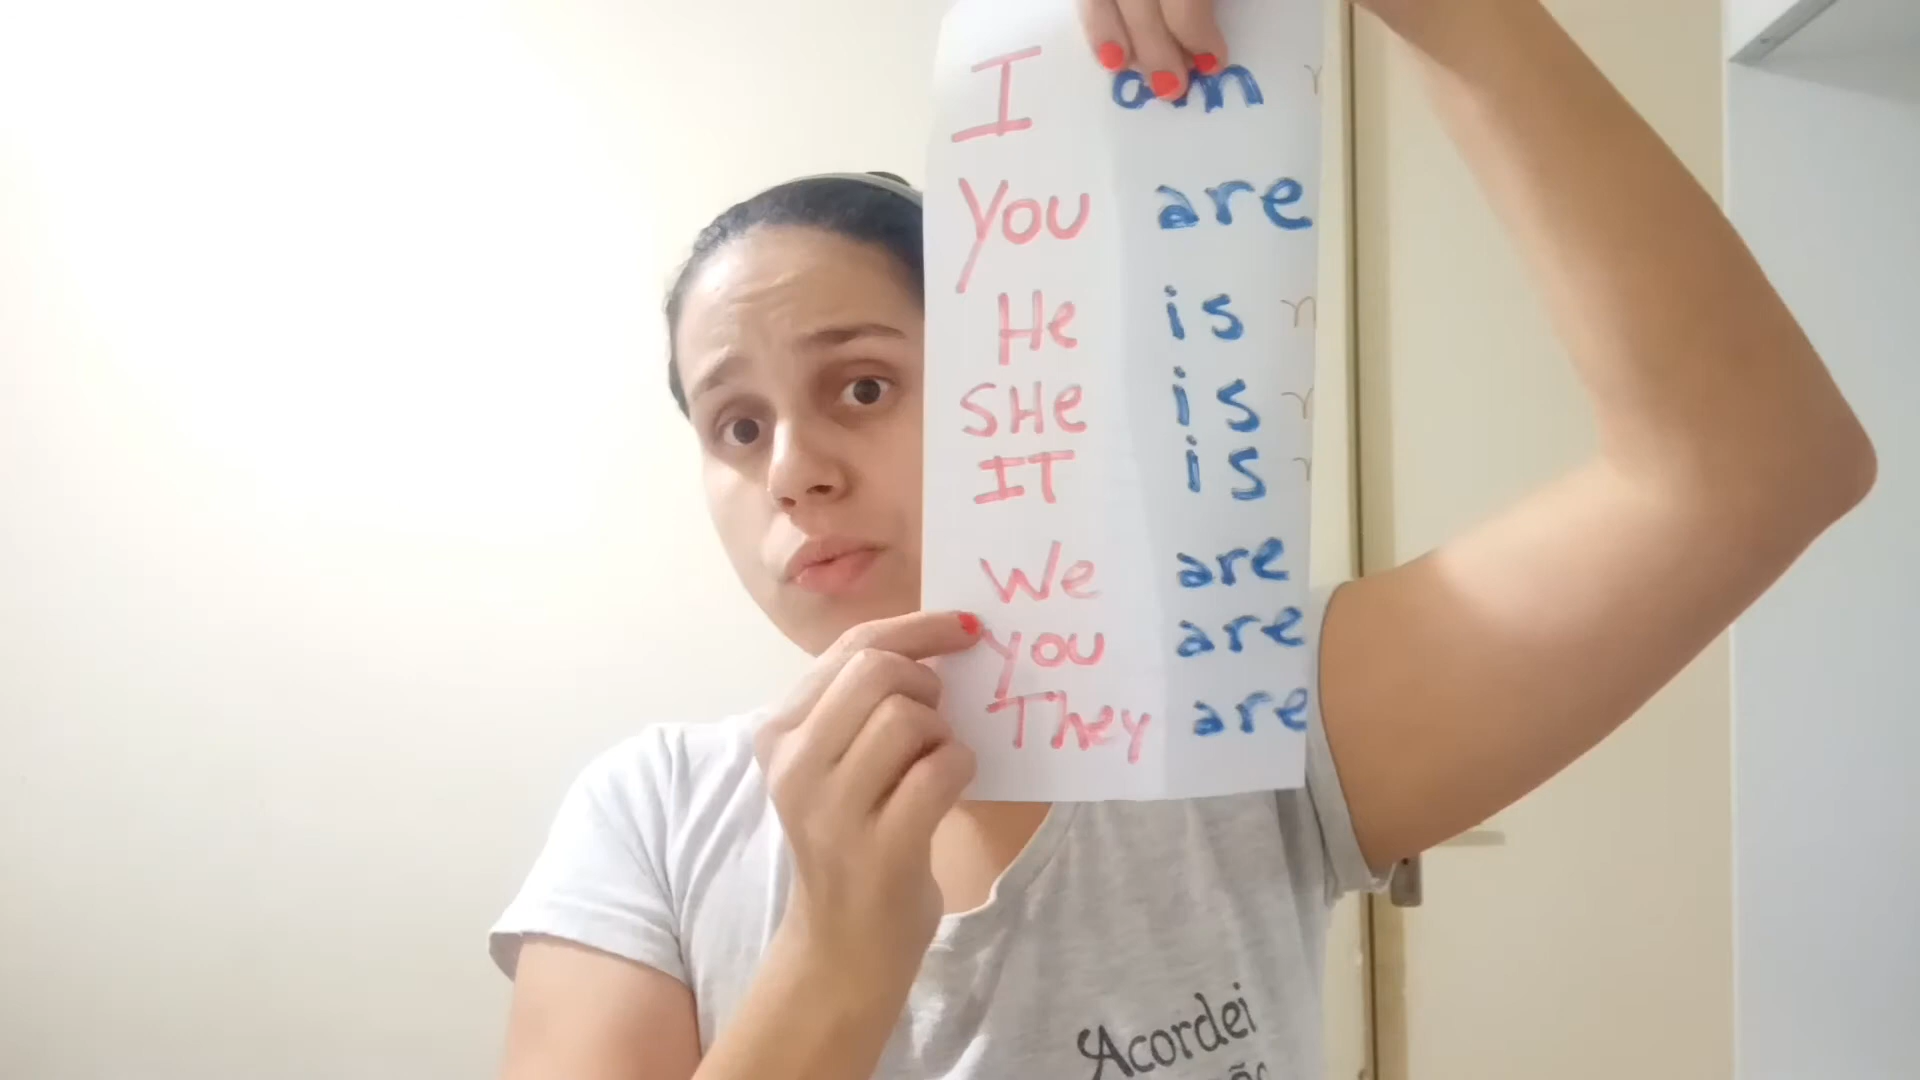 I am
You are
He is
SHe is
IT is
We are
you are
They are
Acordei